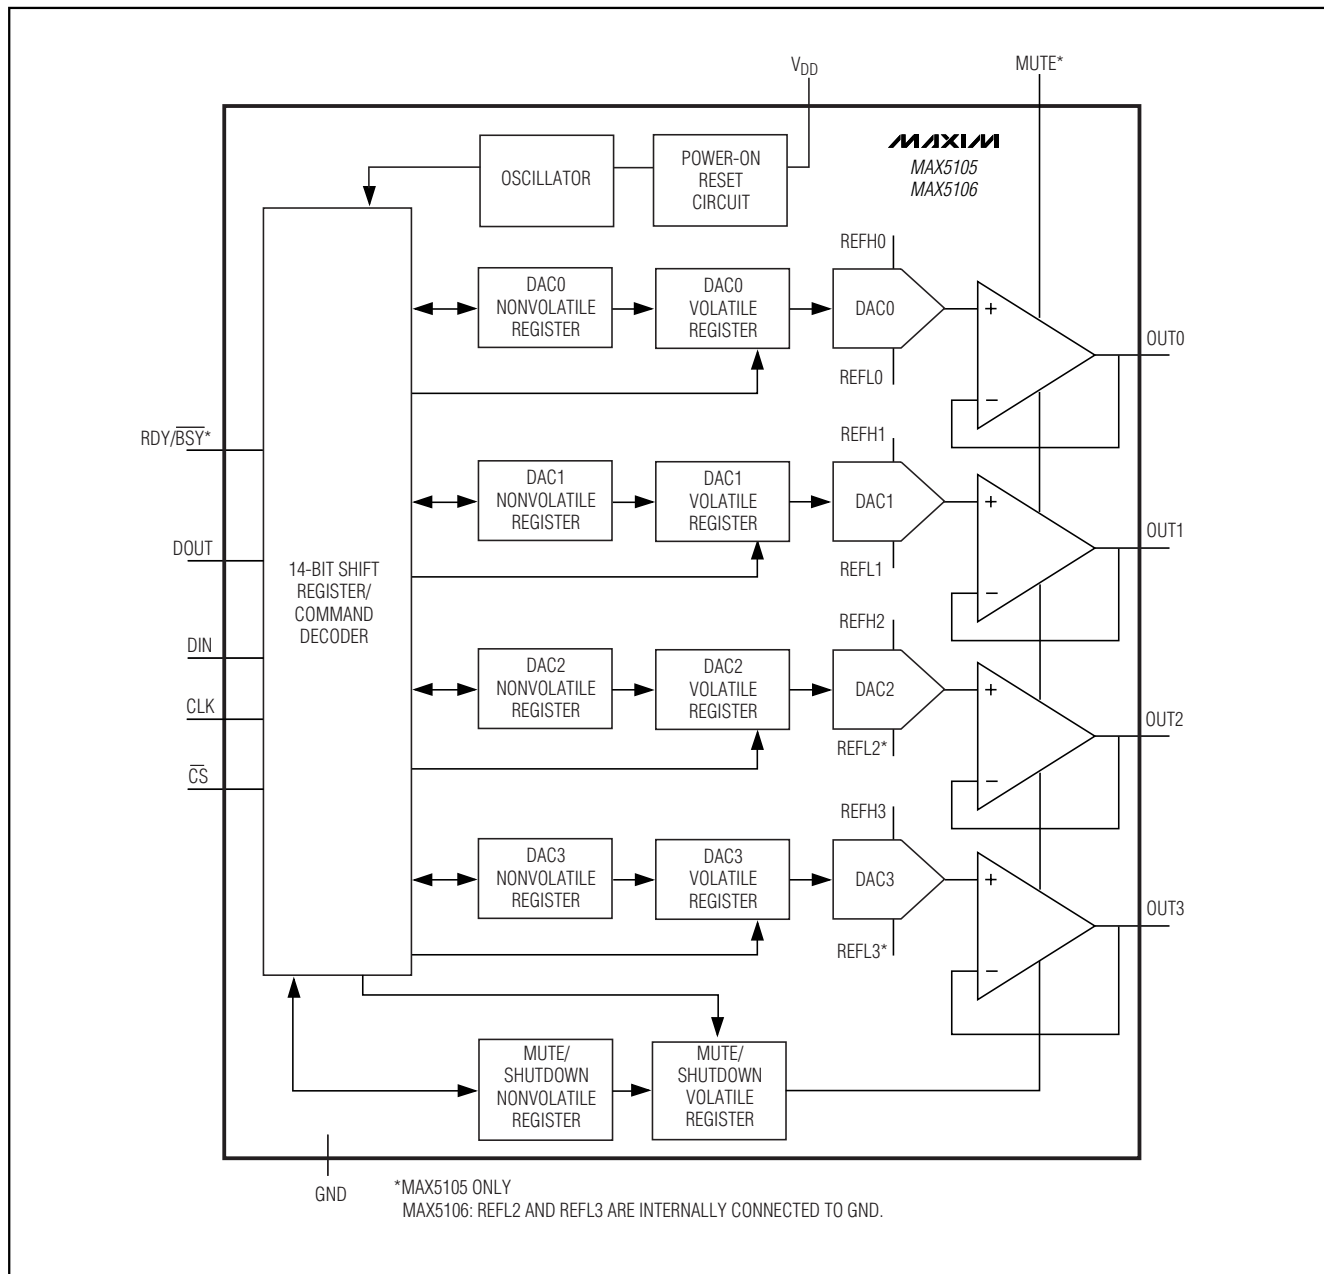 VDD
MUTE*
MAXIM
MAX5105
MAX5106
OSCILLATOR
POWER-ON
RESET
CIRCUIT
REFH0
DAC0
NONVOLATILE
REGISTER
DAC0
VOLATILE
REGISTER
DAC0
+
−
OUT0
REFL0
RDY/B̅S̅Y̅*
REFH1
DAC1
NONVOLATILE
REGISTER
DAC1
VOLATILE
REGISTER
DAC1
+
−
OUT1
REFL1
DOUT
14-BIT SHIFT
REGISTER/
COMMAND
DECODER
DIN
CLK
C̅S̅
REFH2
DAC2
NONVOLATILE
REGISTER
DAC2
VOLATILE
REGISTER
DAC2
+
−
OUT2
REFL2*
REFH3
DAC3
NONVOLATILE
REGISTER
DAC3
VOLATILE
REGISTER
DAC3
+
−
OUT3
REFL3*
MUTE/
SHUTDOWN
NONVOLATILE
REGISTER
MUTE/
SHUTDOWN
VOLATILE
REGISTER
GND
*MAX5105 ONLY
MAX5106: REFL2 AND REFL3 ARE INTERNALLY CONNECTED TO GND.